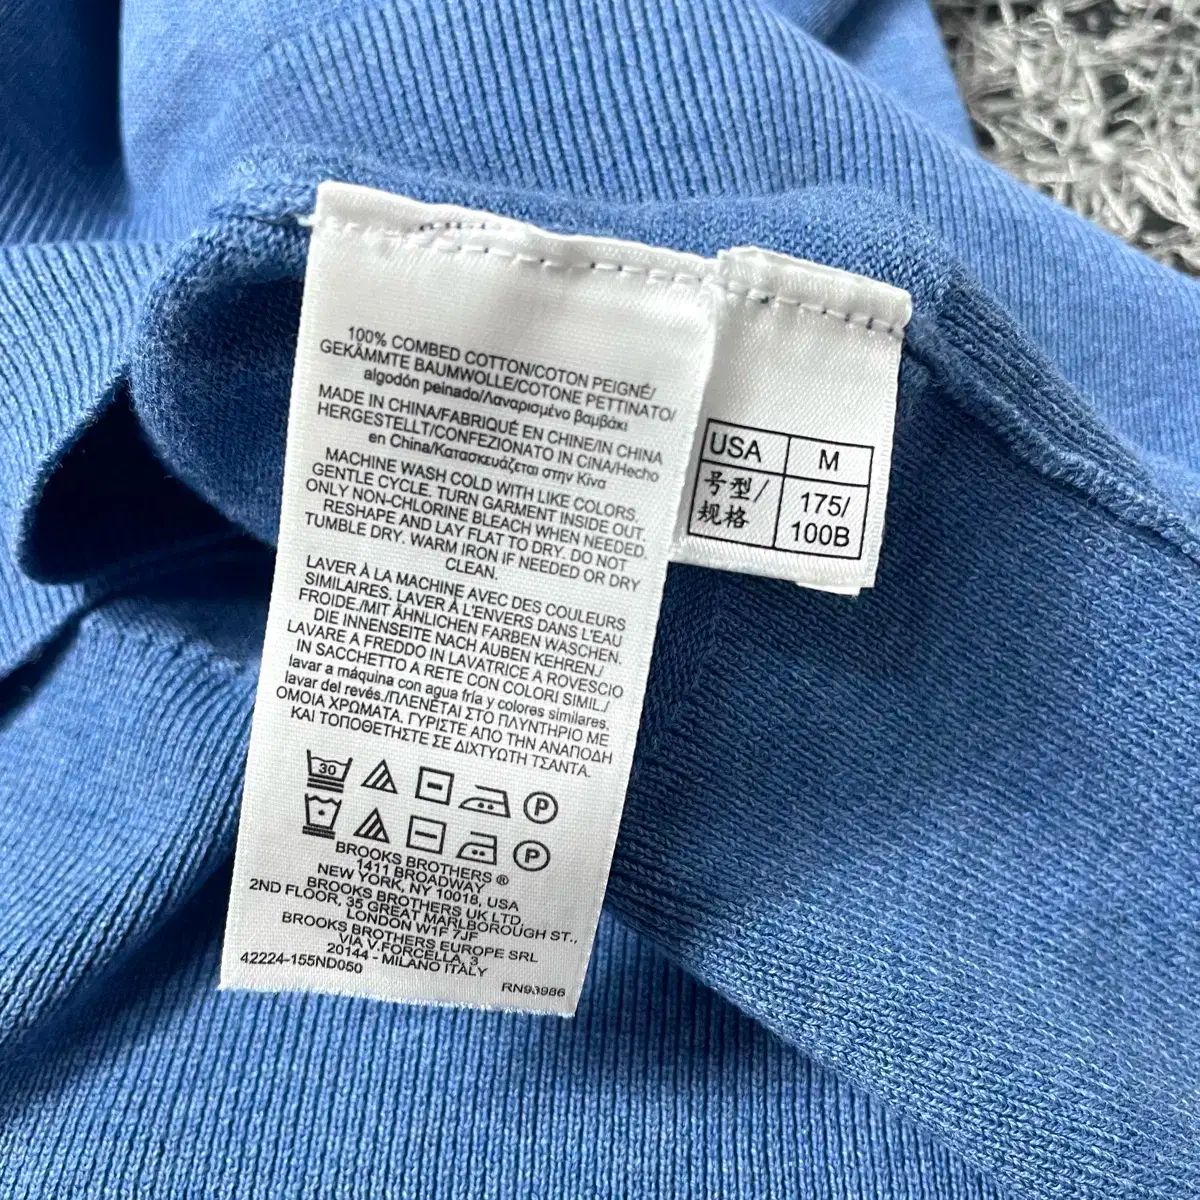 100% COMBED COTTON/COTON PEIGNÉ/
GEKÄMMTE BAUMWOLLE/COTONE PETTINATO/
algodón peinado/Λαναρισμένο βαμβάκι
MADE IN CHINA/FABRIQUÉ EN CHINE/IN CHINA
HERGESTELLT/CONFEZIONATO IN CINA/Hecho
en China/Κατασκευάζεται στην Κίνα
MACHINE WASH COLD WITH LIKE COLORS,
GENTLE CYCLE. TURN GARMENT INSIDE OUT.
ONLY NON-CHLORINE BLEACH WHEN NEEDED.
RESHAPE AND LAY FLAT TO DRY. DO NOT
TUMBLE DRY. WARM IRON IF NEEDED OR DRY
CLEAN.
LAVER À LA MACHINE AVEC DES COULEURS
SIMILAIRES. LAVER À L'ENVERS DANS L'EAU
FROIDE./MIT ÄHNLICHEN FARBEN WASCHEN.
DIE INNENSEITE NACH AUBEN KEHREN./
LAVARE A FREDDO IN LAVATRICE A ROVESCIO
IN SACCHETTO A RETE CON COLORI SIMIL./
lavar a máquina con agua fría y colores similares.
lavar del revés./ΠΛΕΝΕΤΑΙ ΣΤΟ ΠΛΥΝΤΗΡΙΟ ΜΕ
ΟΜΟΙΑ ΧΡΩΜΑΤΑ. ΓΥΡΙΣΤΕ ΑΠΟ ΤΗΝ ΑΝΑΠΟΔΗ
ΚΑΙ ΤΟΠΟΘΕΤΗΣΤΕ ΣΕ ΔΙΧΤΥΩΤΗ ΤΣΑΝΤΑ.
30 P
P
BROOKS BROTHERS ®
1411 BROADWAY
NEW YORK, NY 10018, USA
BROOKS BROTHERS UK LTD.
2ND FLOOR, 35 GREAT MARLBOROUGH ST.,
LONDON W1F 7JF
BROOKS BROTHERS EUROPE SRL
VIA V.FORCELLA, 3
20144 - MILANO ITALY
42224-155ND050
RN93986
USA M
号型/ 175/
规格 100B